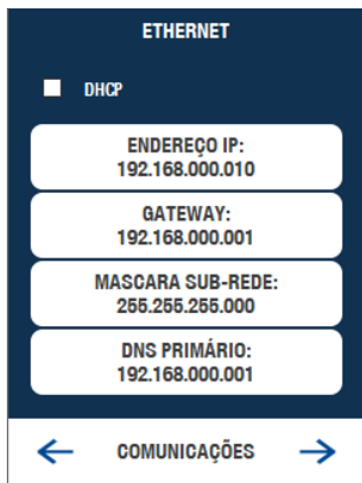 ETHERNET
DHCP
ENDEREÇO IP:
192.168.000.010
GATEWAY:
192.168.000.001
MASCARA SUB-REDE:
255.255.255.000
DNS PRIMÁRIO:
192.168.000.001
COMUNICAÇÕES